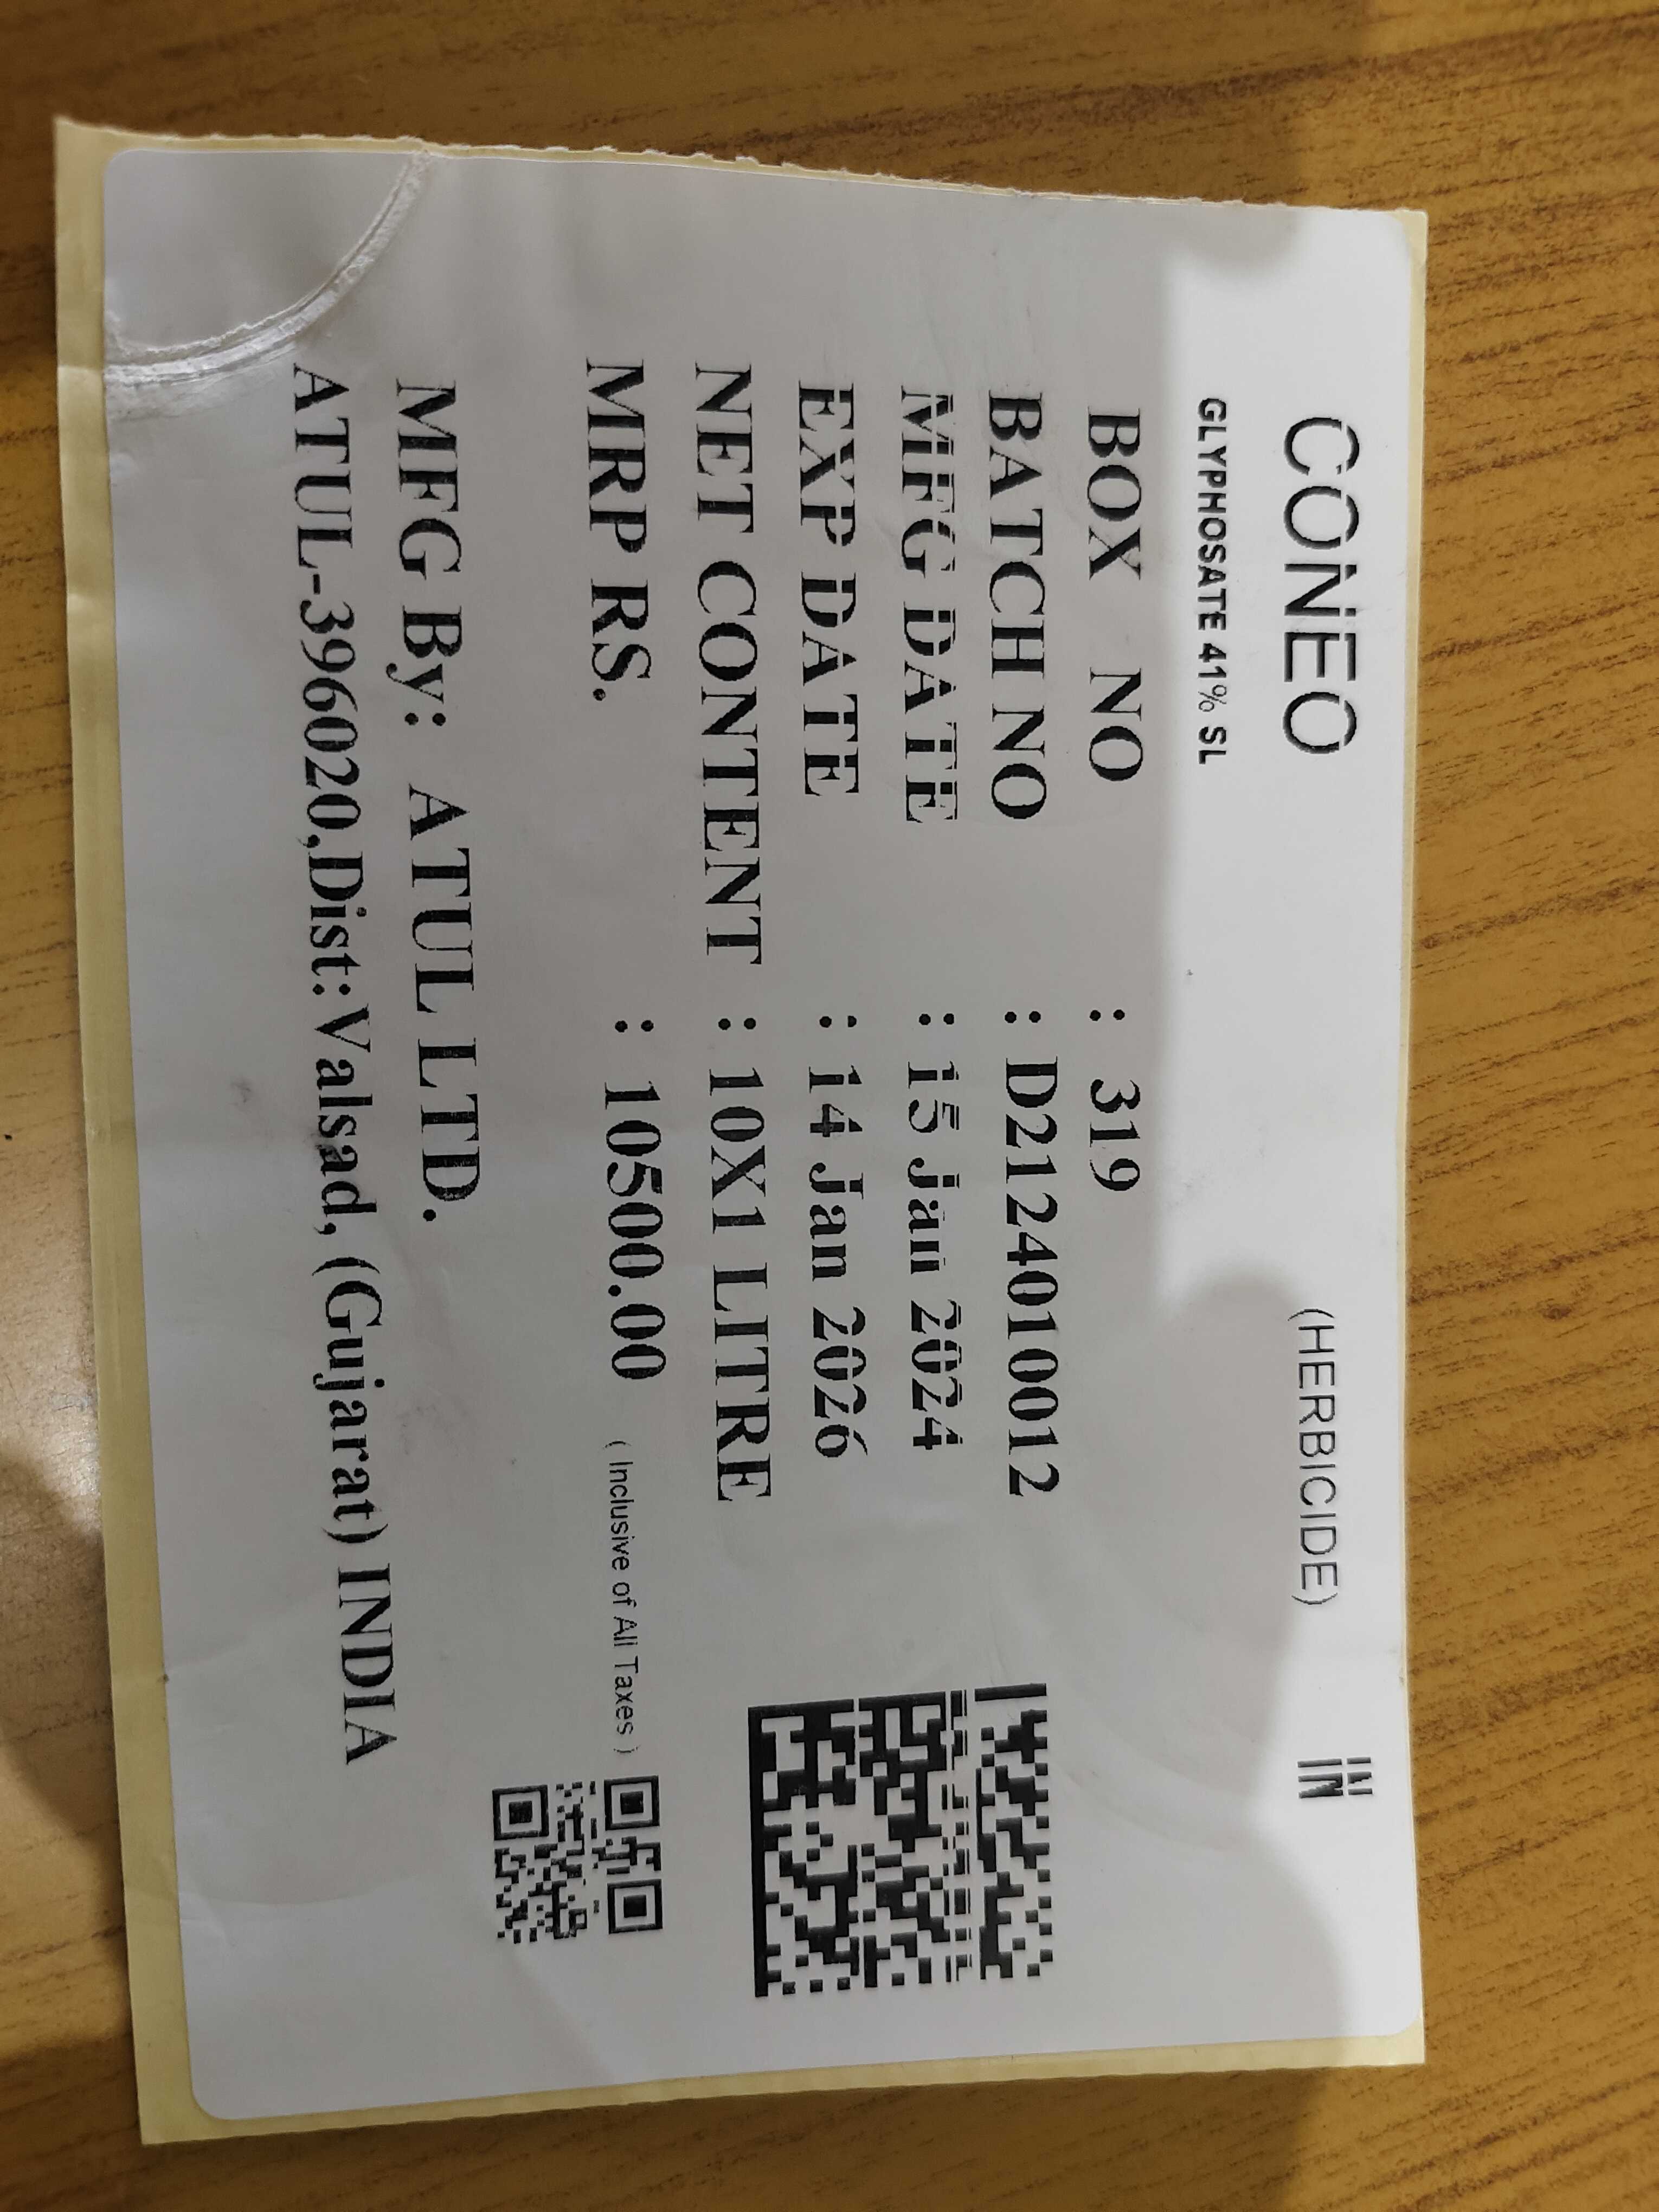 CONEO (HERBICIDE) IN
GLYPHOSATE 41% SL
BOX NO : 319
BATCH NO : D2124010012
MFG DATE : 15 Jan 2024
EXP DATE : 14 Jan 2026
NET CONTENT : 10X1 LITRE
MRP RS. : 10500.00 ( Inclusive of All Taxes )
MFG By: ATUL LTD.
ATUL-396020,Dist:Valsad, (Gujarat) INDIA